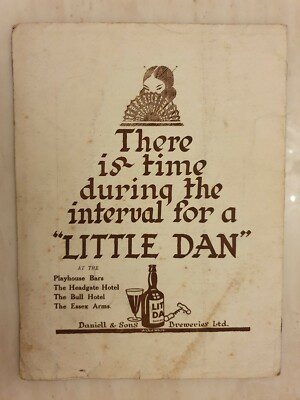 There
is time
during the
interval for a
"LITTLE DAN"
AT THE
Playhouse Bars
The Headgate Hotel
The Bull Hotel
The Essex Arms.
LIT
DA
Daniell & Sons Breweries Ltd.